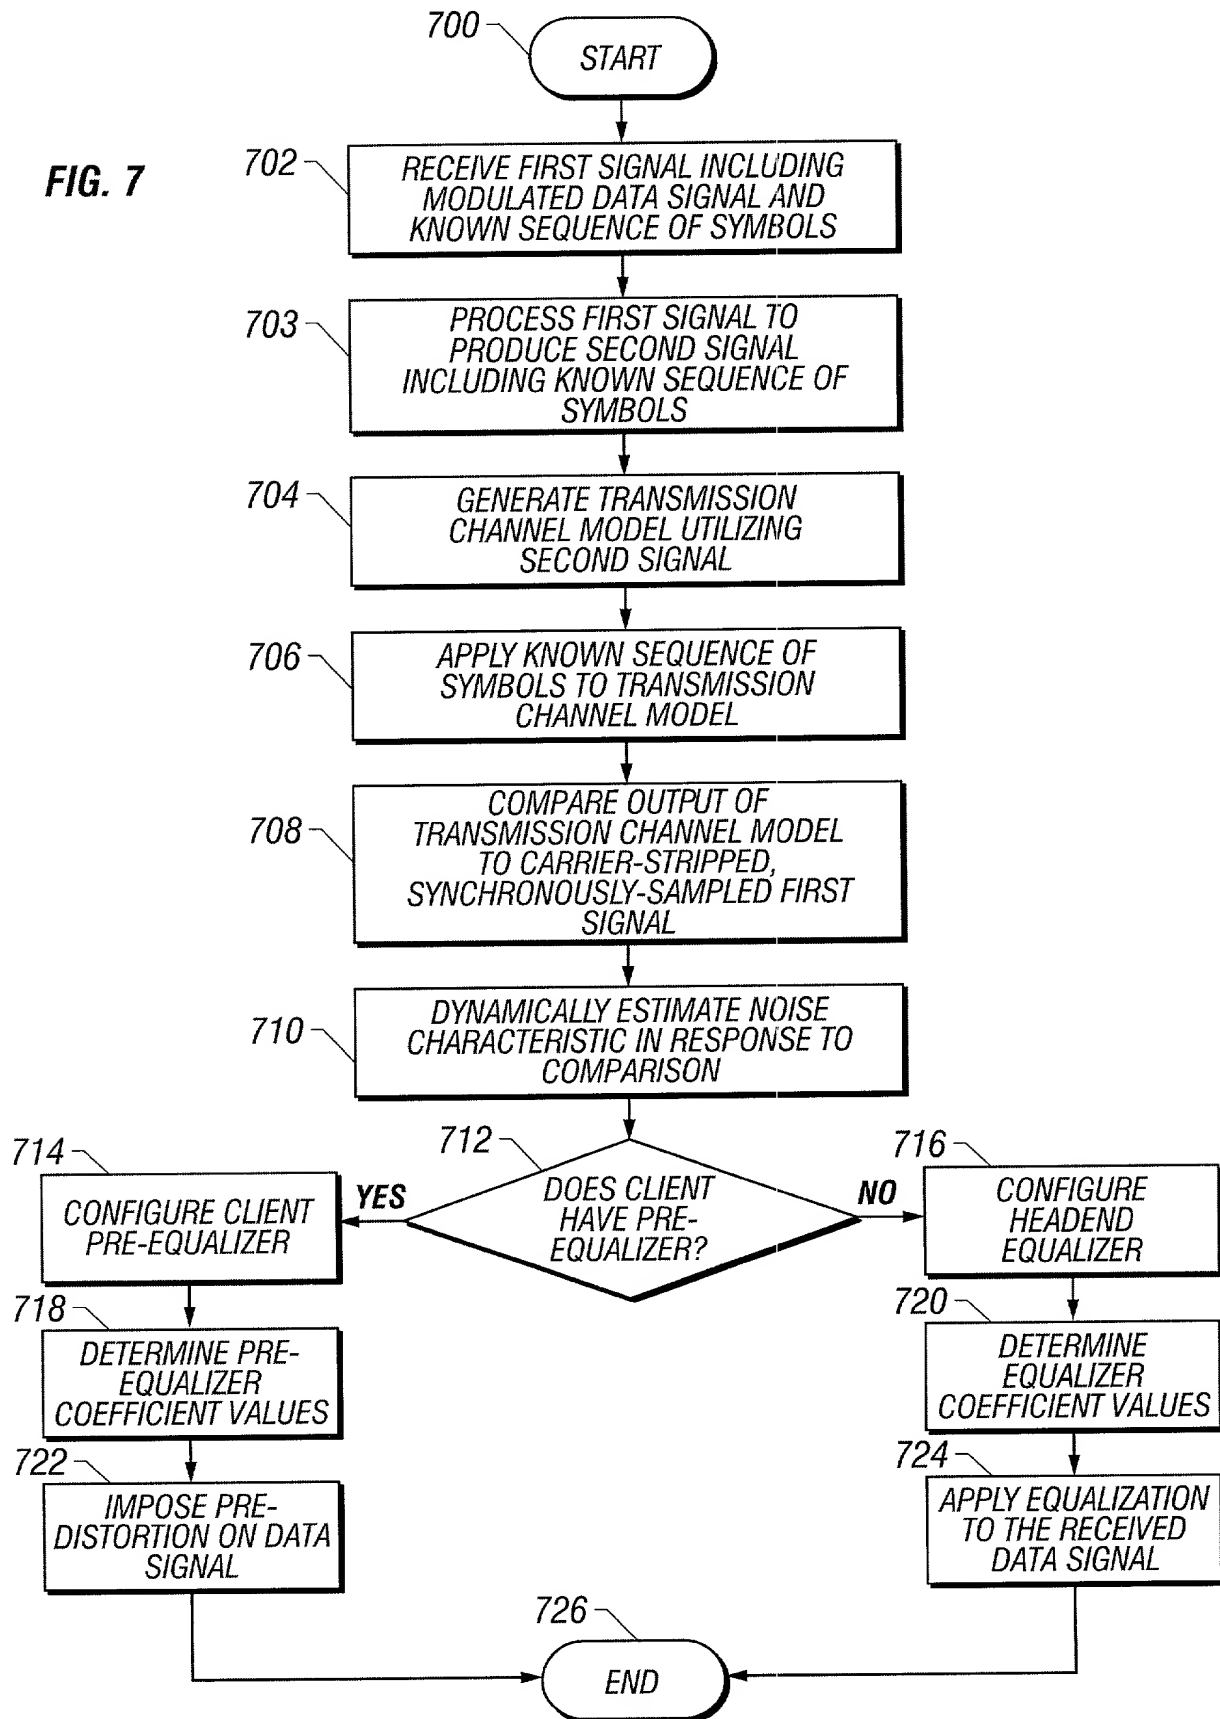 700
START
FIG. 7
702
RECEIVE FIRST SIGNAL INCLUDING
MODULATED DATA SIGNAL AND
KNOWN SEQUENCE OF SYMBOLS
703
PROCESS FIRST SIGNAL TO
PRODUCE SECOND SIGNAL
INCLUDING KNOWN SEQUENCE OF
SYMBOLS
704
GENERATE TRANSMISSION
CHANNEL MODEL UTILIZING
SECOND SIGNAL
706
APPLY KNOWN SEQUENCE OF
SYMBOLS TO TRANSMISSION
CHANNEL MODEL
708
COMPARE OUTPUT OF
TRANSMISSION CHANNEL MODEL
TO CARRIER-STRIPPED,
SYNCHRONOUSLY-SAMPLED FIRST
SIGNAL
710
DYNAMICALLY ESTIMATE NOISE
CHARACTERISTIC IN RESPONSE TO
COMPARISON
712
DOES CLIENT
HAVE PRE-
EQUALIZER?
YES
NO
714
CONFIGURE CLIENT
PRE-EQUALIZER
716
CONFIGURE
HEADEND
EQUALIZER
718
DETERMINE PRE-
EQUALIZER
COEFFICIENT VALUES
720
DETERMINE
EQUALIZER
COEFFICIENT VALUES
722
IMPOSE PRE-
DISTORTION ON DATA
SIGNAL
724
APPLY EQUALIZATION
TO THE RECEIVED
DATA SIGNAL
726
END